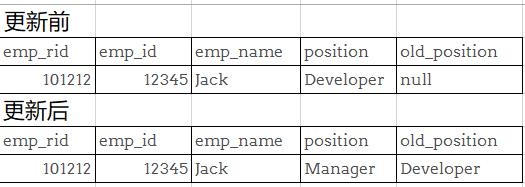 更新前
emp_rid emp_id emp_name position old_position
101212 12345 Jack Developer null
更新后
emp_rid emp_id emp_name position old_position
101212 12345 Jack Manager Developer